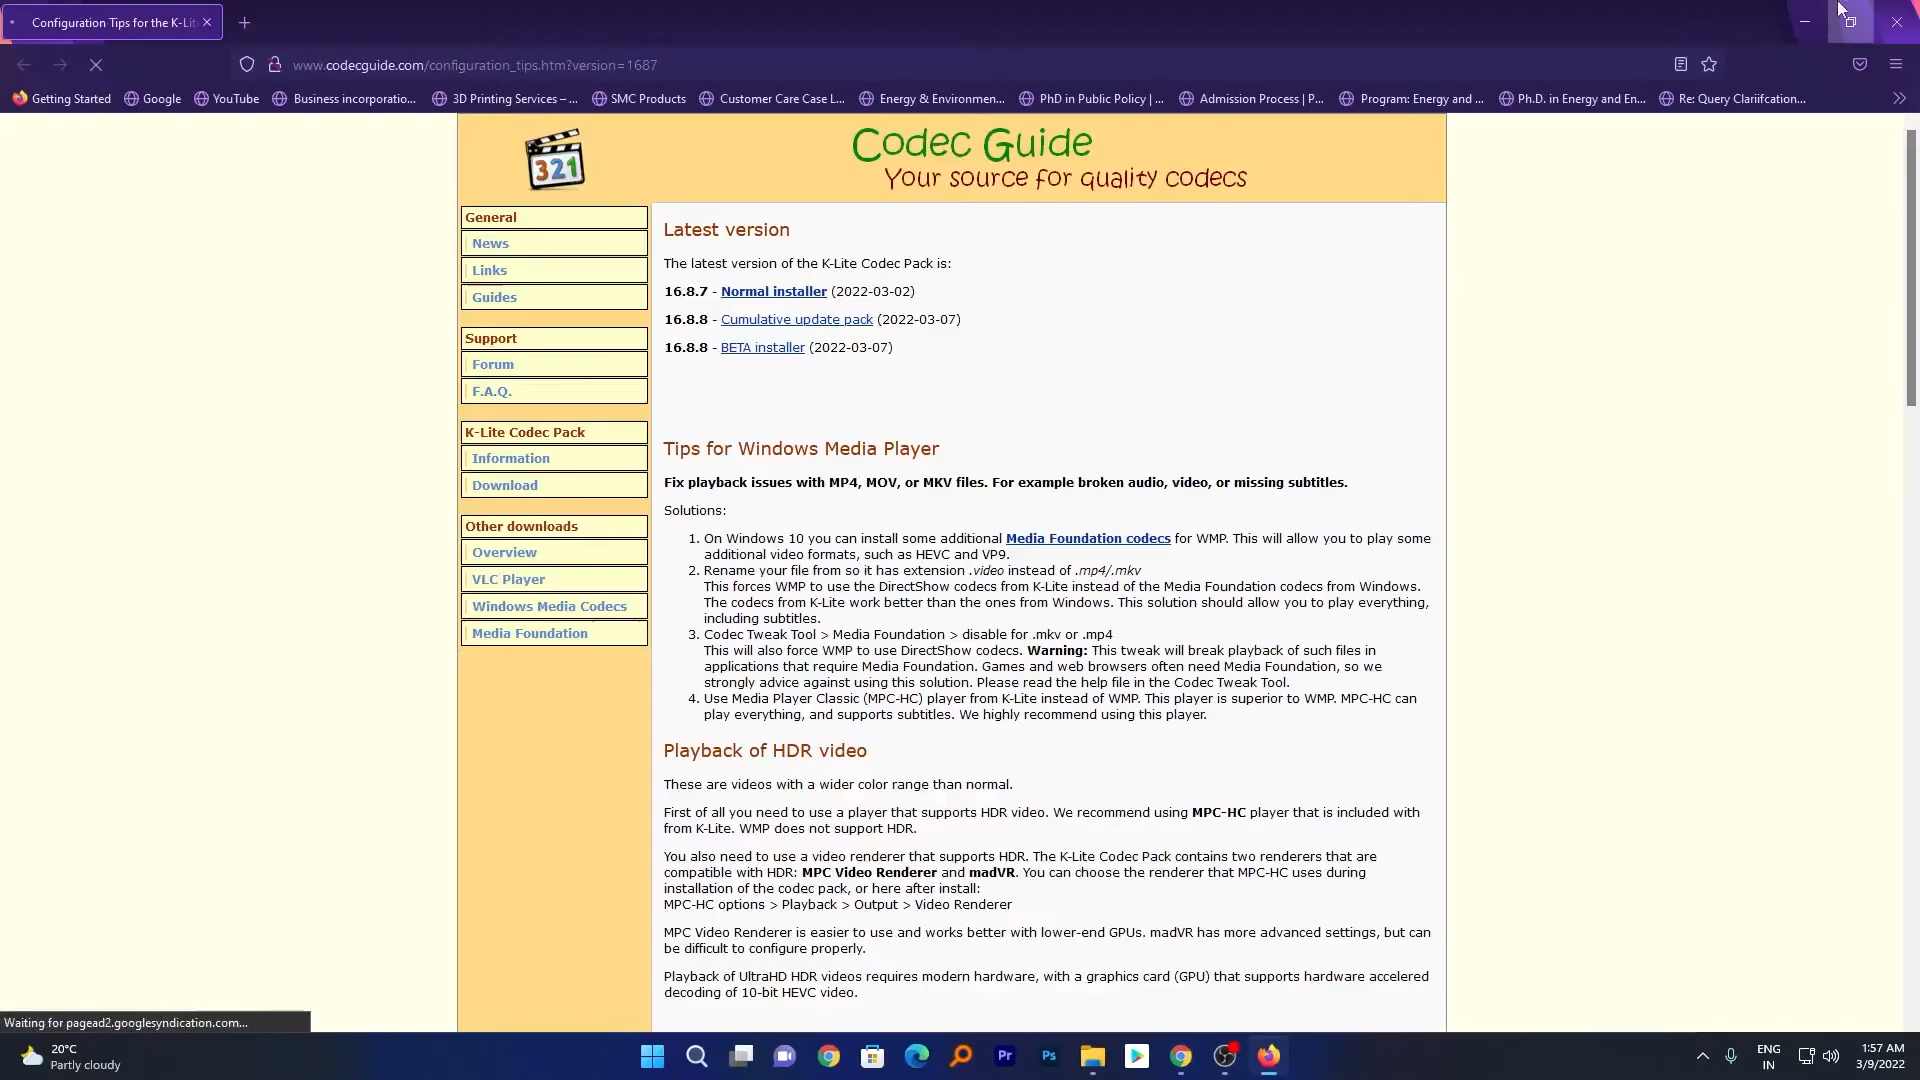 Configuration Tips for the K-Lit
www.codecguide.com/configuration_tips.htm?version=1687
Getting Started
Google
YouTube
Business incorporatio...
3D Printing Services – ...
SMC Products
Customer Care Case L...
Energy & Environmen...
PhD in Public Policy | ...
Admission Process | P...
Program: Energy and ...
Ph.D. in Energy and En...
Re: Query Clariifcation...
321
Codec Guide
Your source for quality codecs
General
News
Links
Guides
Support
Forum
F.A.Q.
K-Lite Codec Pack
Information
Download
Other downloads
Overview
VLC Player
Windows Media Codecs
Media Foundation
Latest version
The latest version of the K-Lite Codec Pack is:
16.8.7 - Normal installer (2022-03-02)
16.8.8 - Cumulative update pack (2022-03-07)
16.8.8 - BETA installer (2022-03-07)
Tips for Windows Media Player
Fix playback issues with MP4, MOV, or MKV files. For example broken audio, video, or missing subtitles.
Solutions:
1. On Windows 10 you can install some additional Media Foundation codecs for WMP. This will allow you to play some
additional video formats, such as HEVC and VP9.
2. Rename your file from so it has extension .video instead of .mp4/.mkv
This forces WMP to use the DirectShow codecs from K-Lite instead of the Media Foundation codecs from Windows.
The codecs from K-Lite work better than the ones from Windows. This solution should allow you to play everything,
including subtitles.
3. Codec Tweak Tool > Media Foundation > disable for .mkv or .mp4
This will also force WMP to use DirectShow codecs. Warning: This tweak will break playback of such files in
applications that require Media Foundation. Games and web browsers often need Media Foundation, so we
strongly advice against using this solution. Please read the help file in the Codec Tweak Tool.
4. Use Media Player Classic (MPC-HC) player from K-Lite instead of WMP. This player is superior to WMP. MPC-HC can
play everything, and supports subtitles. We highly recommend using this player.
Playback of HDR video
These are videos with a wider color range than normal.
First of all you need to use a player that supports HDR video. We recommend using MPC-HC player that is included with
from K-Lite. WMP does not support HDR.
You also need to use a video renderer that supports HDR. The K-Lite Codec Pack contains two renderers that are
compatible with HDR: MPC Video Renderer and madVR. You can choose the renderer that MPC-HC uses during
installation of the codec pack, or here after install:
MPC-HC options > Playback > Output > Video Renderer
MPC Video Renderer is easier to use and works better with lower-end GPUs. madVR has more advanced settings, but can
be difficult to configure properly.
Playback of UltraHD HDR videos requires modern hardware, with a graphics card (GPU) that supports hardware accelered
decoding of 10-bit HEVC video.
Waiting for pagead2.googlesyndication.com...
20°C
Partly cloudy
Pr
Ps
ENG
IN
1:57 AM
3/9/2022